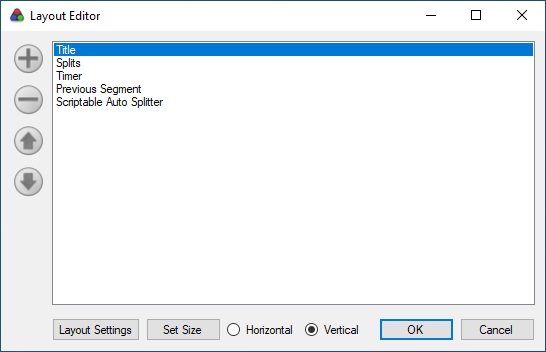 Layout Editor
Title
Splits
Timer
Previous Segment
Scriptable Auto Splitter
Layout Settings Set Size Horizontal Vertical OK Cancel